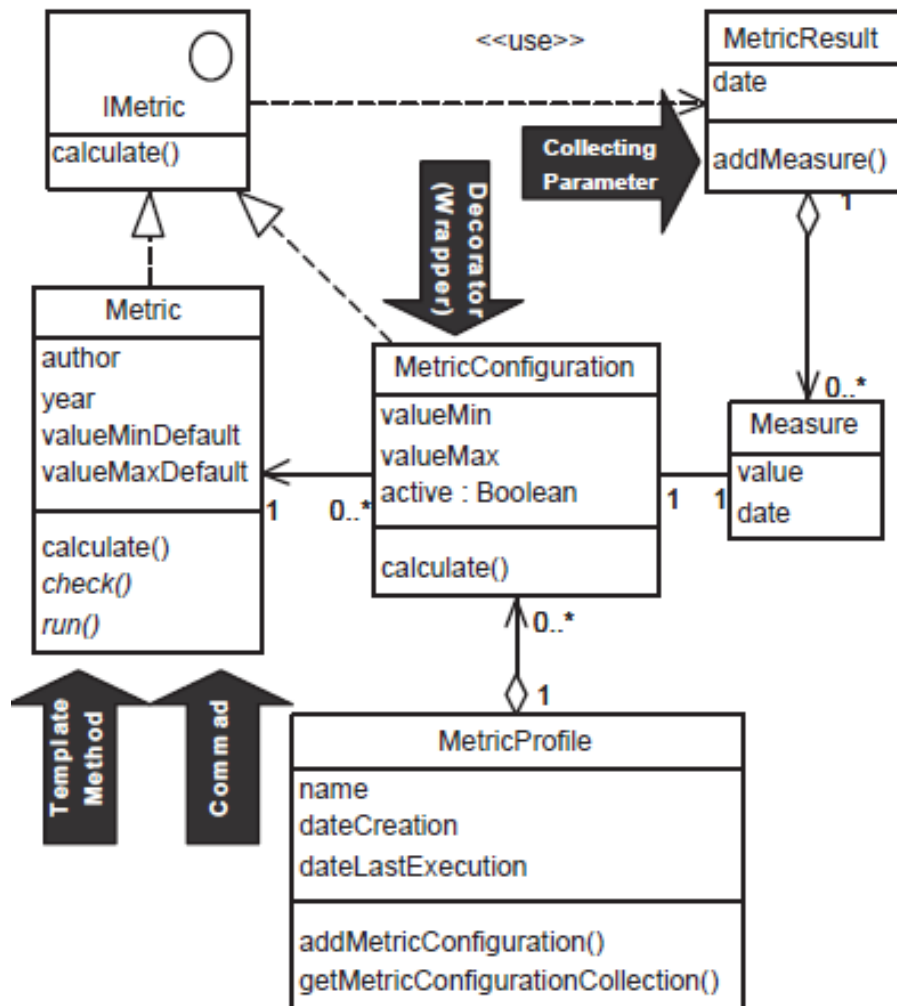 <<use>>
IMetric
calculate()
MetricResult
date
addMeasure()
Collecting
Parameter
Decorator
(Wrapper)
1
0..*
Metric
author
year
valueMinDefault
valueMaxDefault
calculate()
check()
run()
1
0..*
MetricConfiguration
valueMin
valueMax
active : Boolean
calculate()
1
1
Measure
value
date
0..*
1
Template
Method
Commad
MetricProfile
name
dateCreation
dateLastExecution
addMetricConfiguration()
getMetricConfigurationCollection()